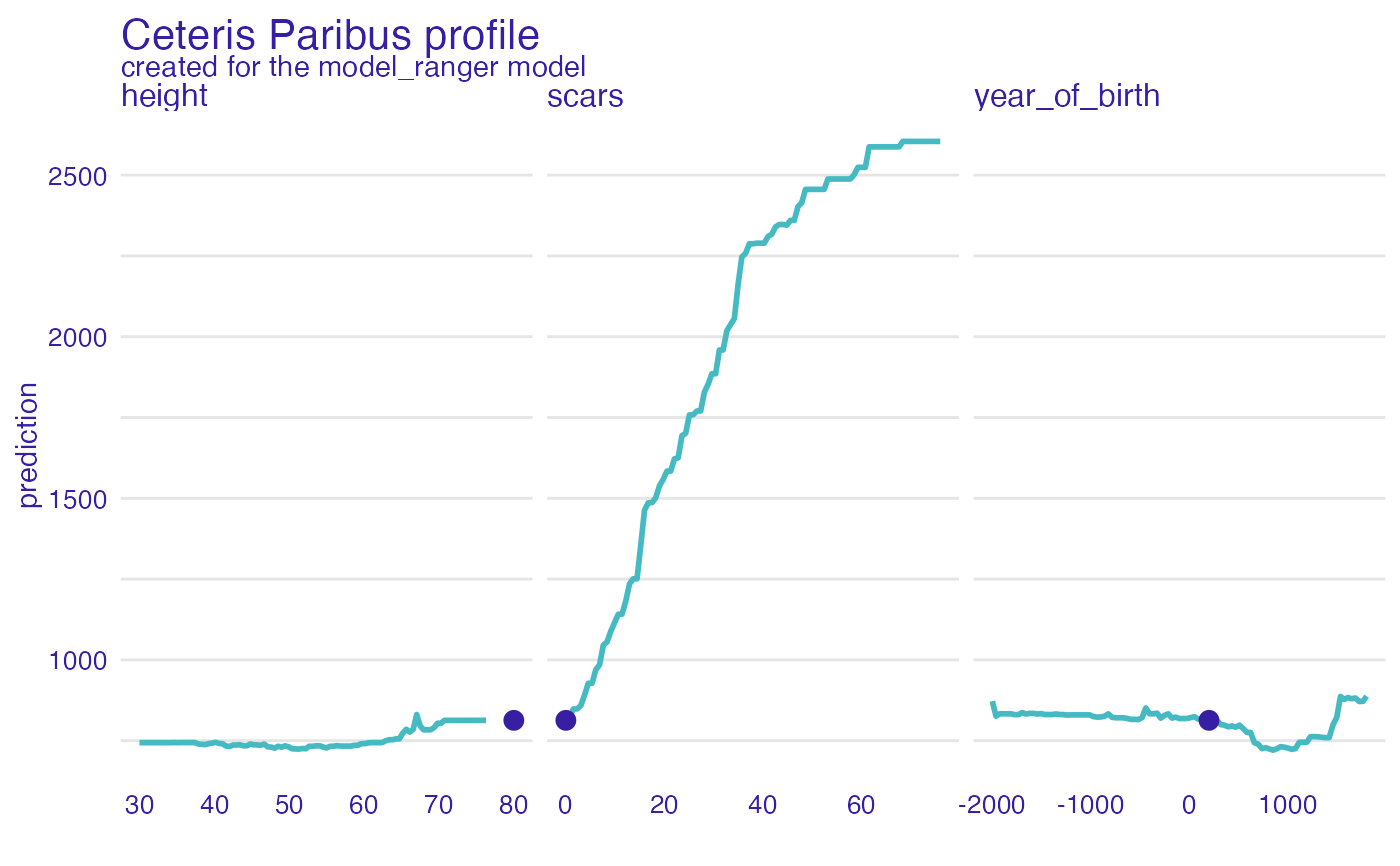 Ceteris Paribus profile
created for the model_ranger model
height scars year_of_birth
2500
2000
1500
1000
prediction
30 40 50 60 70 80 0 20 40 60 -2000 -1000 0 1000